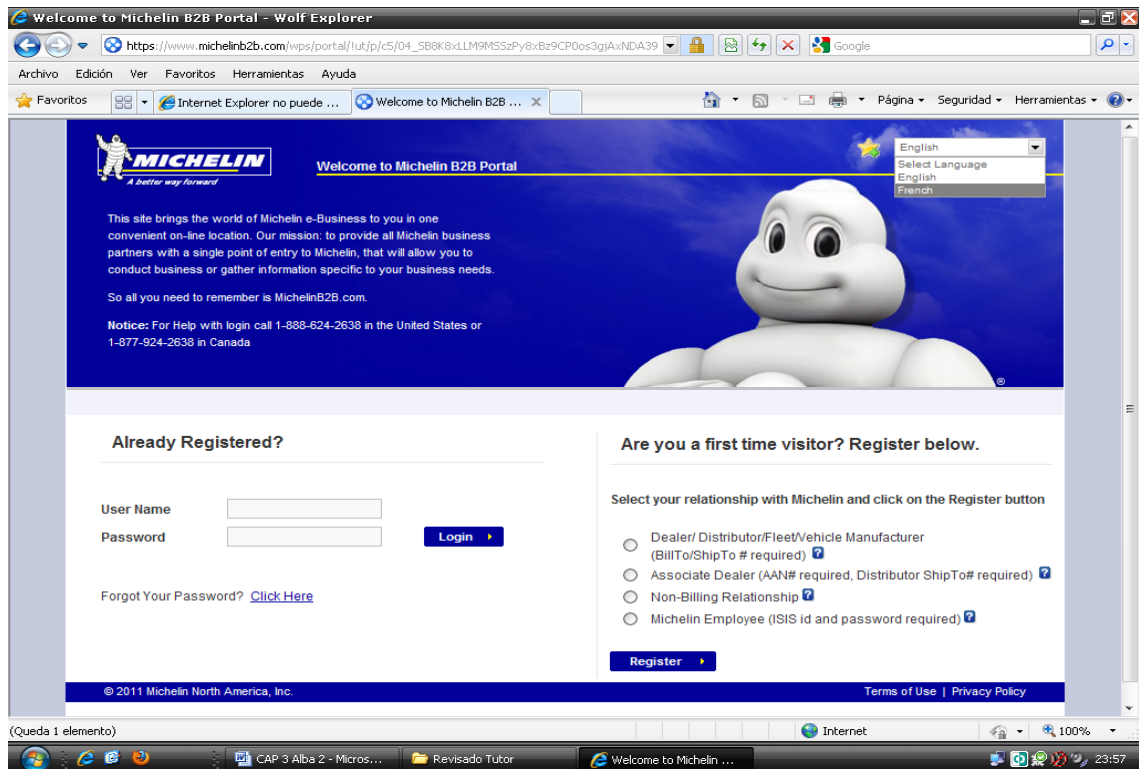 Welcome to Michelin B2B Portal - Wolf Explorer
https://www.michelinb2b.com/wps/portal/!ut/p/c5/04_SB8K8xLLM9MSSzPy8xBz9CP0os3gjAxNDA39
Google
Archivo Edición Ver Favoritos Herramientas Ayuda
Favoritos
Internet Explorer no puede ...
Welcome to Michelin B2B ...
Página
Seguridad
Herramientas
MICHELIN
A better way forward
Welcome to Michelin B2B Portal
English
Select Language
English
French
This site brings the world of Michelin e-Business to you in one
convenient on-line location. Our mission: to provide all Michelin business
partners with a single point of entry to Michelin, that will allow you to
conduct business or gather information specific to your business needs.
So all you need to remember is MichelinB2B.com.
Notice: For Help with login call 1-888-624-2638 in the United States or
1-877-924-2638 in Canada
®
Already Registered?
User Name
Password
Login
Forgot Your Password? Click Here
Are you a first time visitor? Register below.
Select your relationship with Michelin and click on the Register button
Dealer/ Distributor/Fleet/Vehicle Manufacturer
(BillTo/ShipTo # required) ?
Associate Dealer (AAN# required, Distributor ShipTo# required) ?
Non-Billing Relationship ?
Michelin Employee (ISIS id and password required) ?
Register
© 2011 Michelin North America, Inc.
Terms of Use | Privacy Policy
(Queda 1 elemento)
Internet
100%
CAP 3 Alba 2 - Micros...
Revisado Tutor
Welcome to Michelin ...
23:57